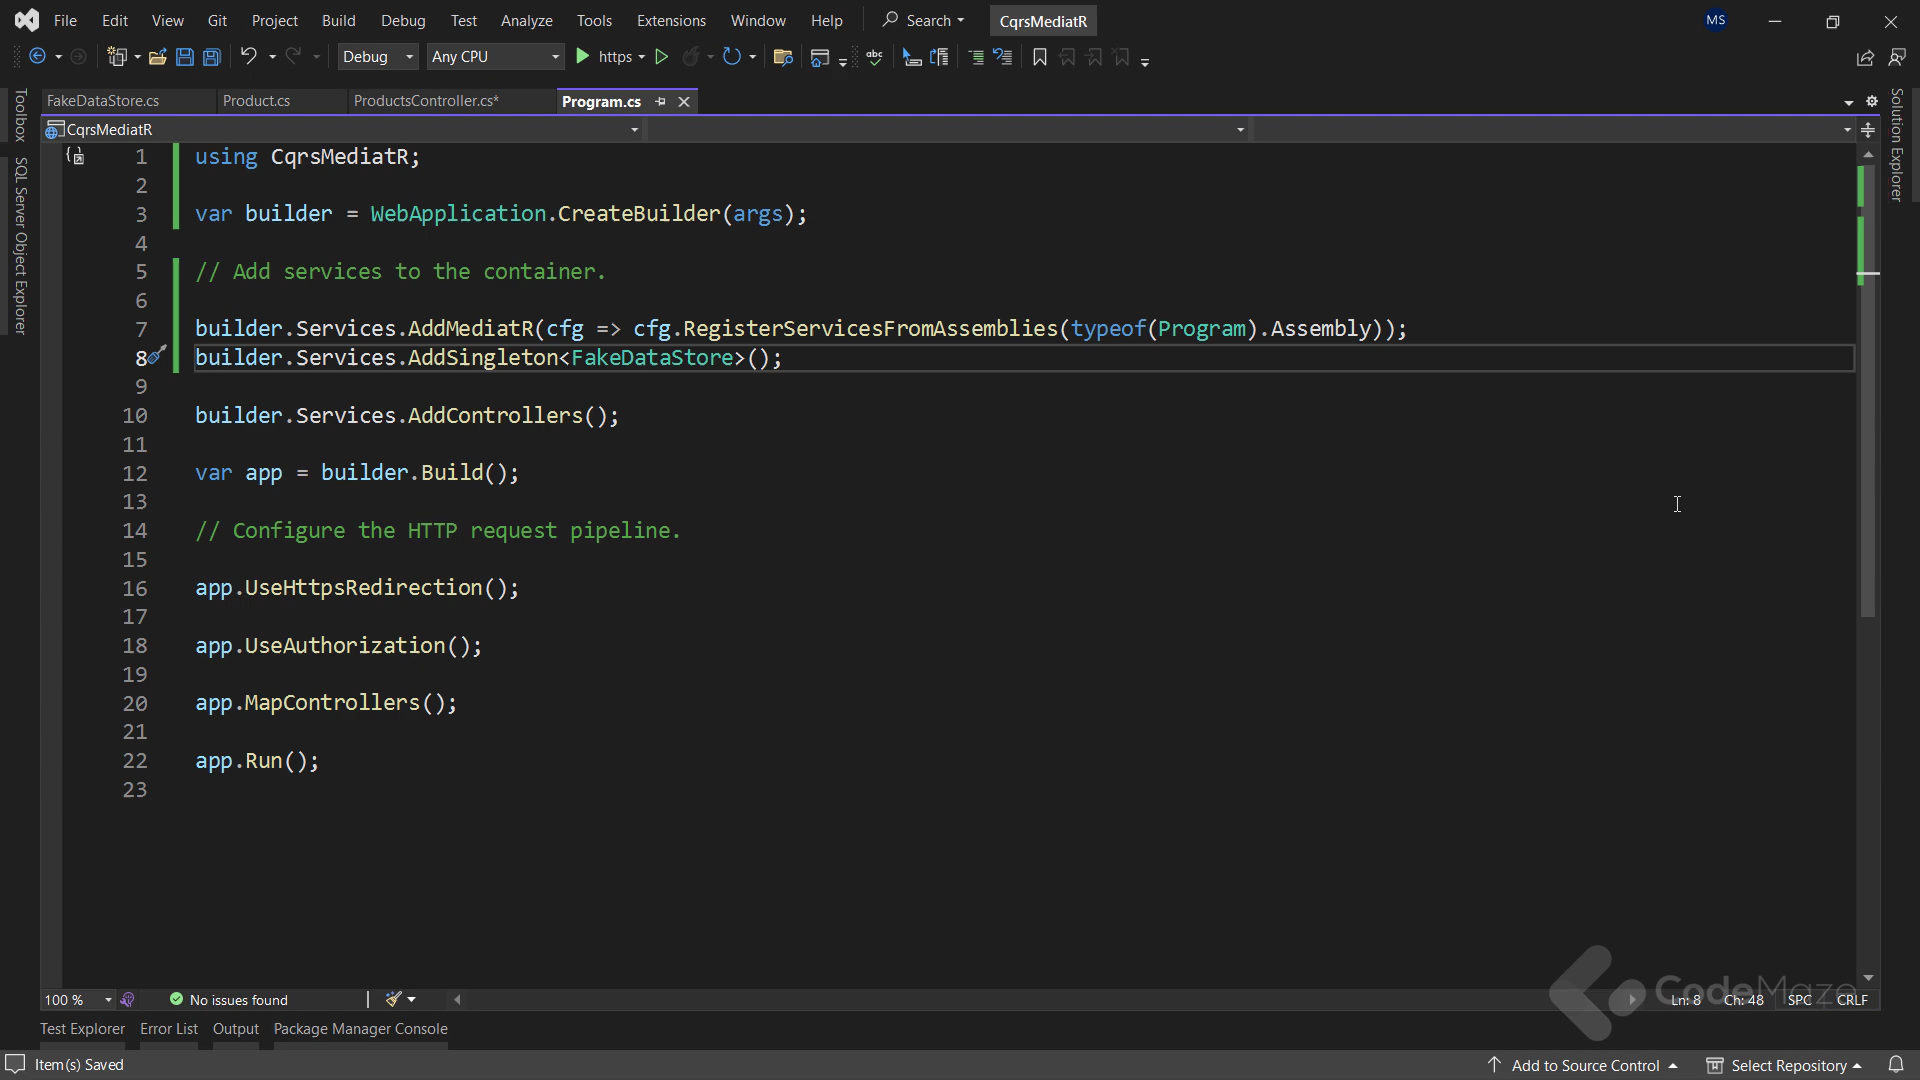 File Edit View Git Project Build Debug Test Analyze Tools Extensions Window Help Search CqrsMediatR MS
Debug Any CPU https
FakeDataStore.cs Product.cs ProductsController.cs* Program.cs
CqrsMediatR
Toolbox
SQL Server Object Explorer
Solution Explorer
1 using CqrsMediatR;
2
3 var builder = WebApplication.CreateBuilder(args);
4
5 // Add services to the container.
6
7 builder.Services.AddMediatR(cfg => cfg.RegisterServicesFromAssemblies(typeof(Program).Assembly));
8 builder.Services.AddSingleton<FakeDataStore>();
9
10 builder.Services.AddControllers();
11
12 var app = builder.Build();
13
14 // Configure the HTTP request pipeline.
15
16 app.UseHttpsRedirection();
17
18 app.UseAuthorization();
19
20 app.MapControllers();
21
22 app.Run();
23
CodeMaze
100 % No issues found Ln: 8 Ch: 48 SPC CRLF
Test Explorer Error List Output Package Manager Console
Item(s) Saved Add to Source Control Select Repository